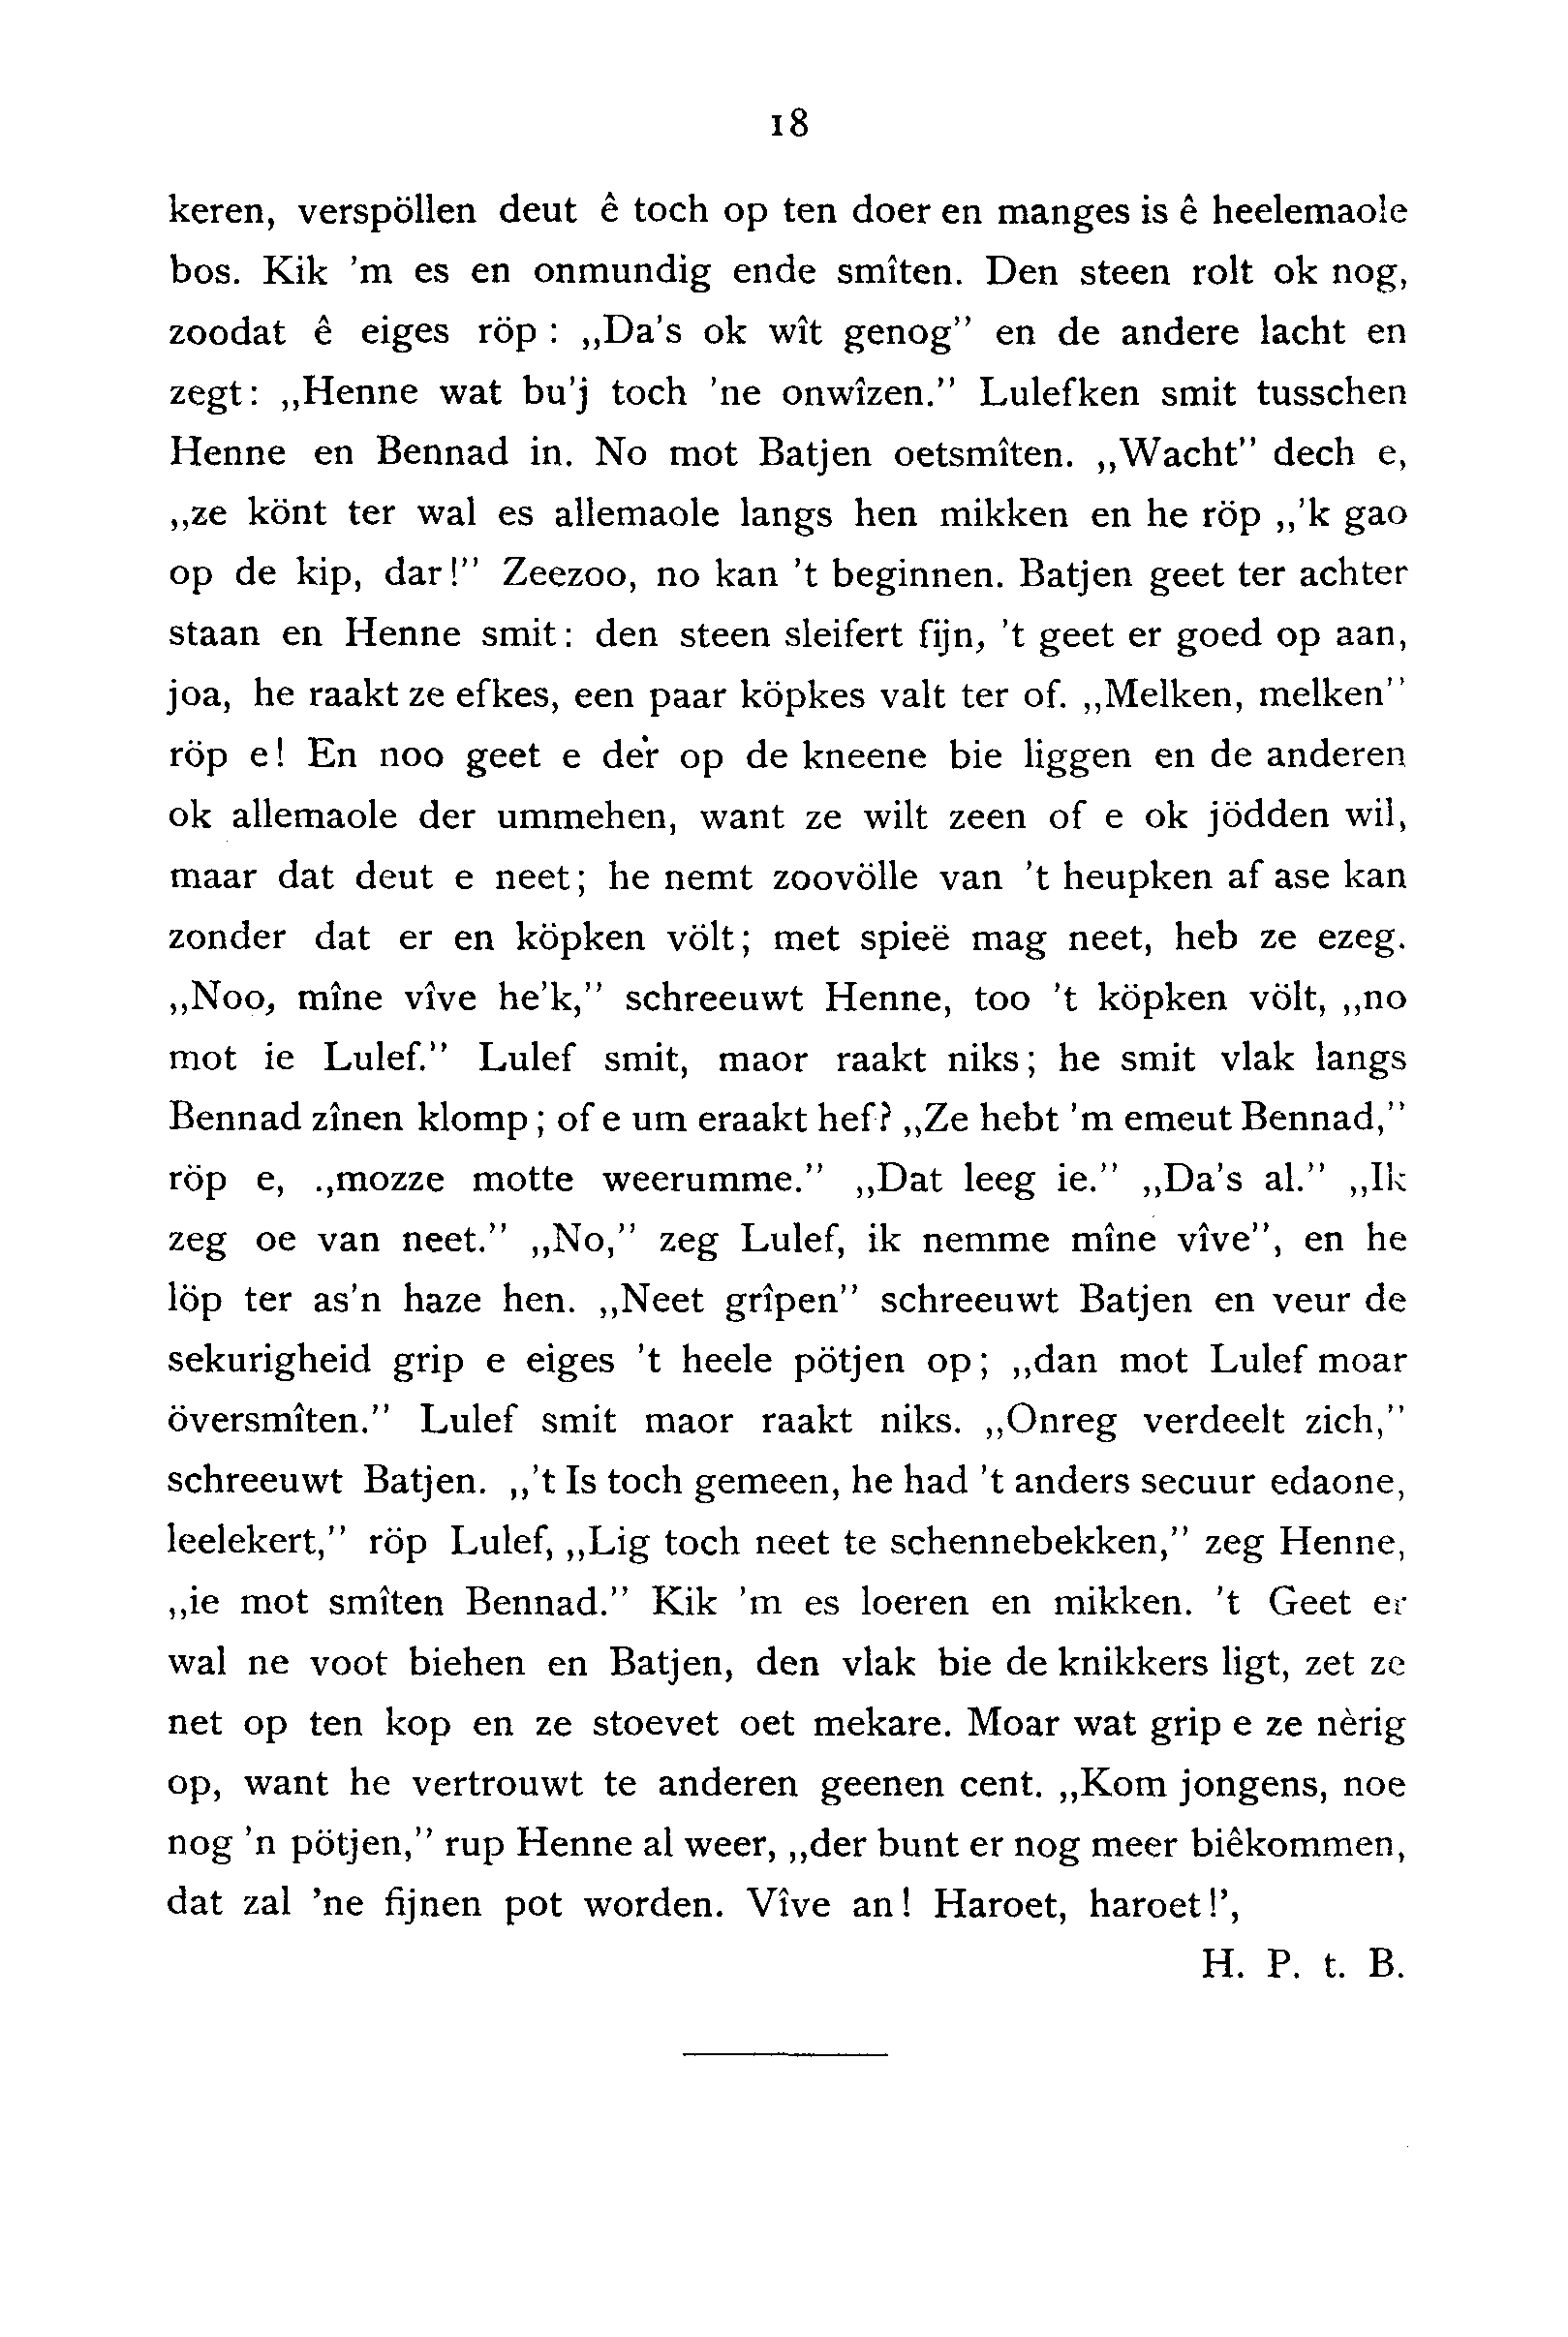 18
keren, verspöllen deut ê toch op ten doer en manges is ê heelemaole
bos. Kik ’m es en onmundig ende smîten. Den steen rolt ok nog,
zoodat ê eiges röp : „Da’s ok wît genog” en de andere lacht en
zegt: „Henne wat bu’j toch ’ne onwîzen.” Lulefken smit tusschen
Henne en Bennad in. No mot Batjen oetsmîten. „Wacht” dech e,
„ze könt ter wal es allemaole langs hen mikken en he röp „’k gao
op de kip, dar!” Zeezoo, no kan ’t beginnen. Batjen geet ter achter
staan en Henne smit: den steen sleifert fijn, ’t geet er goed op aan,
joa, he raakt ze efkes, een paar köpkes valt ter of. „Melken, melken”
röp e! En noo geet e der op de kneene bie liggen en de anderen
ok allemaole der ummehen, want ze wilt zeen of e ok jödden wil,
maar dat deut e neet; he nemt zoovölle van ’t heupken af ase kan
zonder dat er en köpken völt; met spieë mag neet, heb ze ezeg.
„Noo, mîne vîve he’k,” schreeuwt Henne, too ’t köpken völt, „no
mot ie Lulef.” Lulef smit, maor raakt niks; he smit vlak langs
Bennad zînen klomp; of e um eraakt hef? „Ze hebt ’m emeut Bennad,”
röp e, „mozze motte weerumme.” „Dat leeg ie.” „Da’s al.” „Ik
zeg oe van neet.” „No,” zeg Lulef, ik nemme mîne vîve”, en he
löp ter as’n haze hen. „Neet grîpen” schreeuwt Batjen en veur de
sekurigheid grip e eiges ’t heele pötjen op; „dan mot Lulef moar
översmîten.” Lulef smit maor raakt niks. „Onreg verdeelt zich,”
schreeuwt Batjen. „’t Is toch gemeen, he had ’t anders secuur edaone,
leelekert,” röp Lulef, „Lig toch neet te schennebekken,” zeg Henne,
„ie mot smîten Bennad.” Kik ’m es loeren en mikken. ’t Geet er
wal ne voot biehen en Batjen, den vlak bie de knikkers ligt, zet ze
net op ten kop en ze stoevet oet mekare. Moar wat grip e ze nèrig
op, want he vertrouwt te anderen geenen cent. „Kom jongens, noe
nog ’n pötjen,” rup Henne al weer, „der bunt er nog meer biêkommen,
dat zal ’ne fijnen pot worden. Vîve an! Haroet, haroet!’,
H. P. t. B.